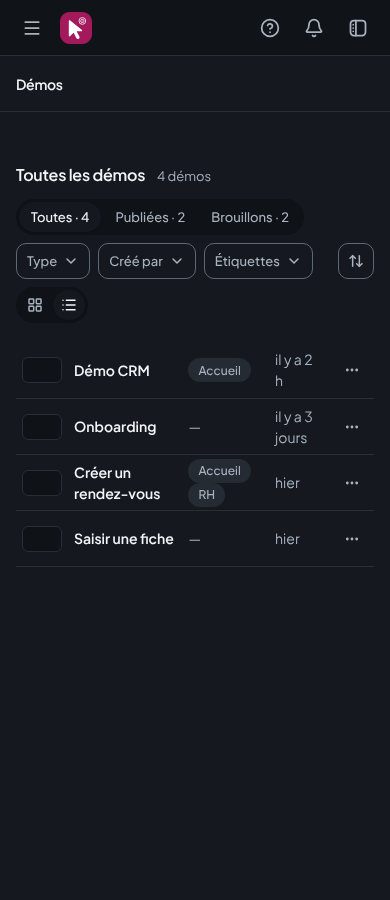 Démos
Toutes les démos 4 démos
Toutes · 4 Publiées · 2 Brouillons · 2
Type Créé par Étiquettes
Démo CRM Accueil il y a 2
h
Onboarding — il y a 3
jours
Créer un
rendez-vous
Accueil
RH
hier
Saisir une fiche — hier